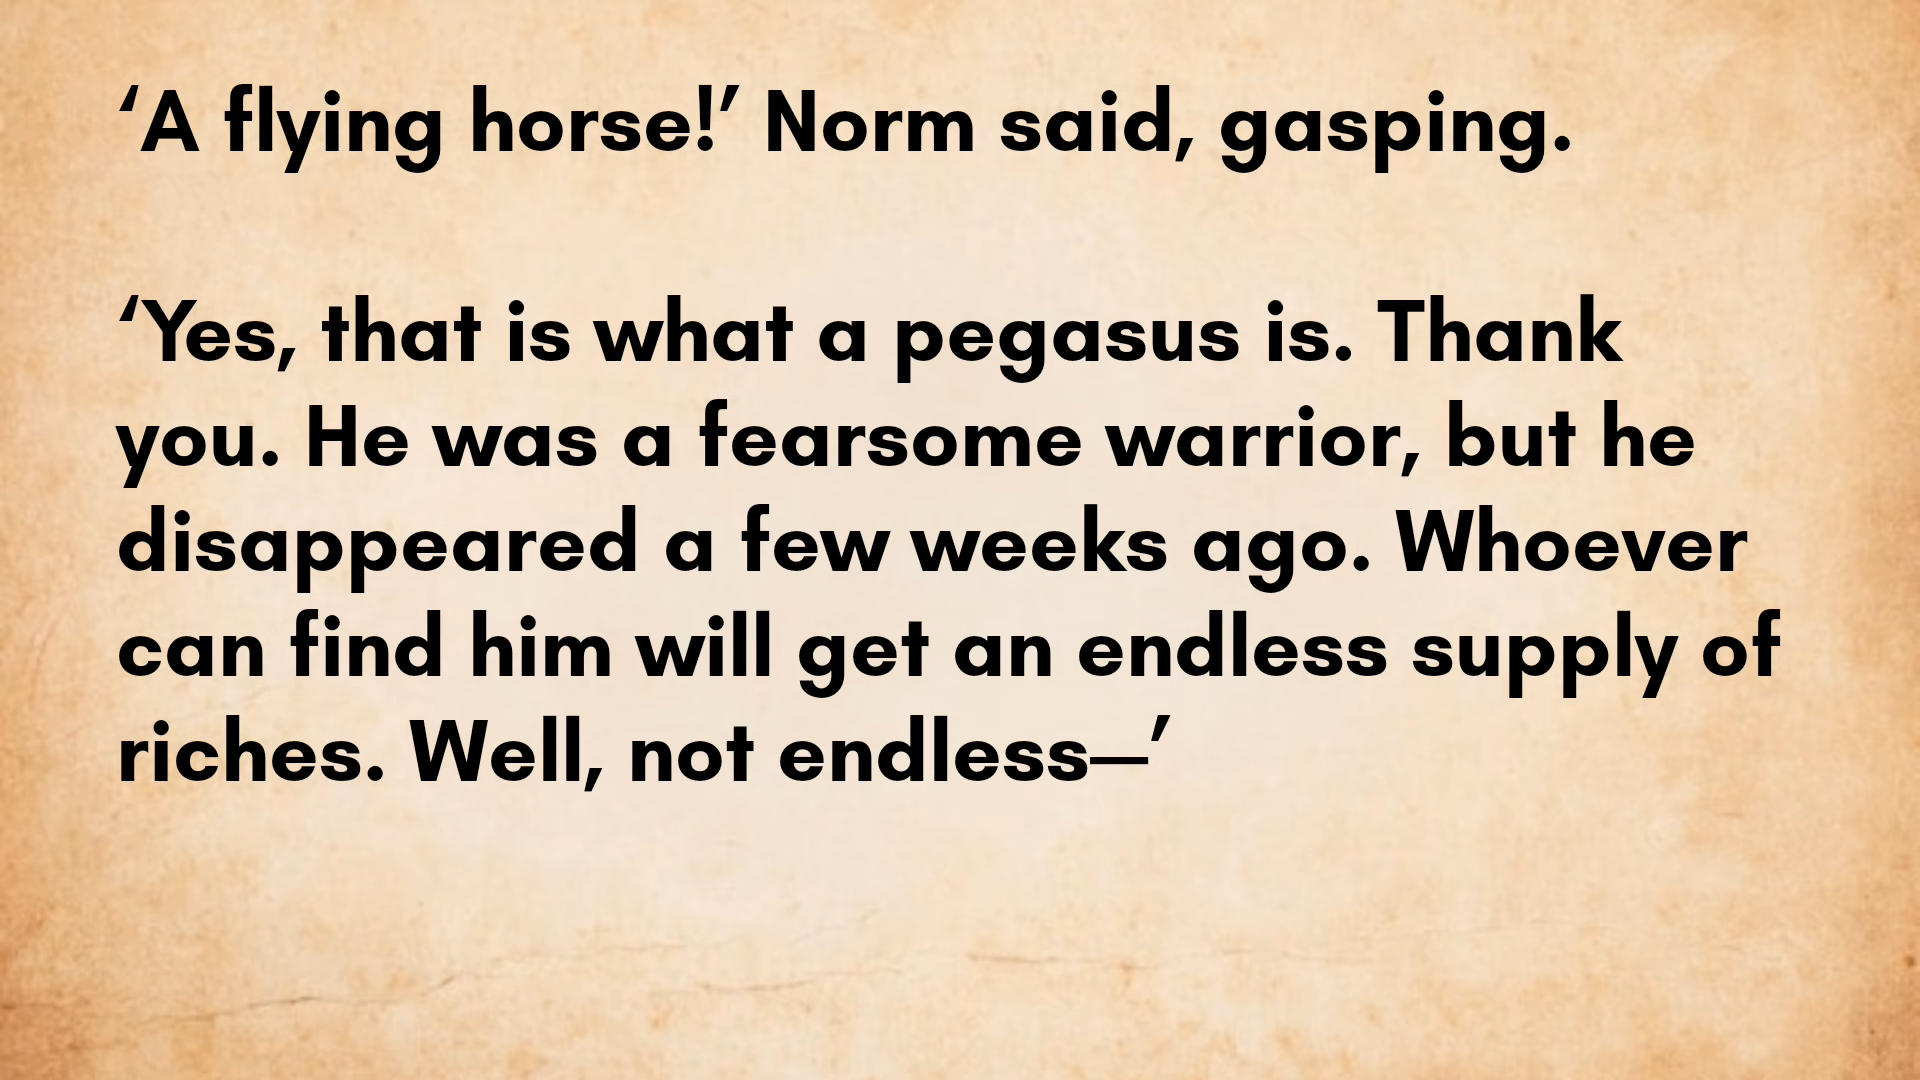 ‘A flying horse!’ Norm said, gasping.
‘Yes, that is what a pegasus is. Thank
you. He was a fearsome warrior, but he
disappeared a few weeks ago. Whoever
can find him will get an endless supply of
riches. Well, not endless—’